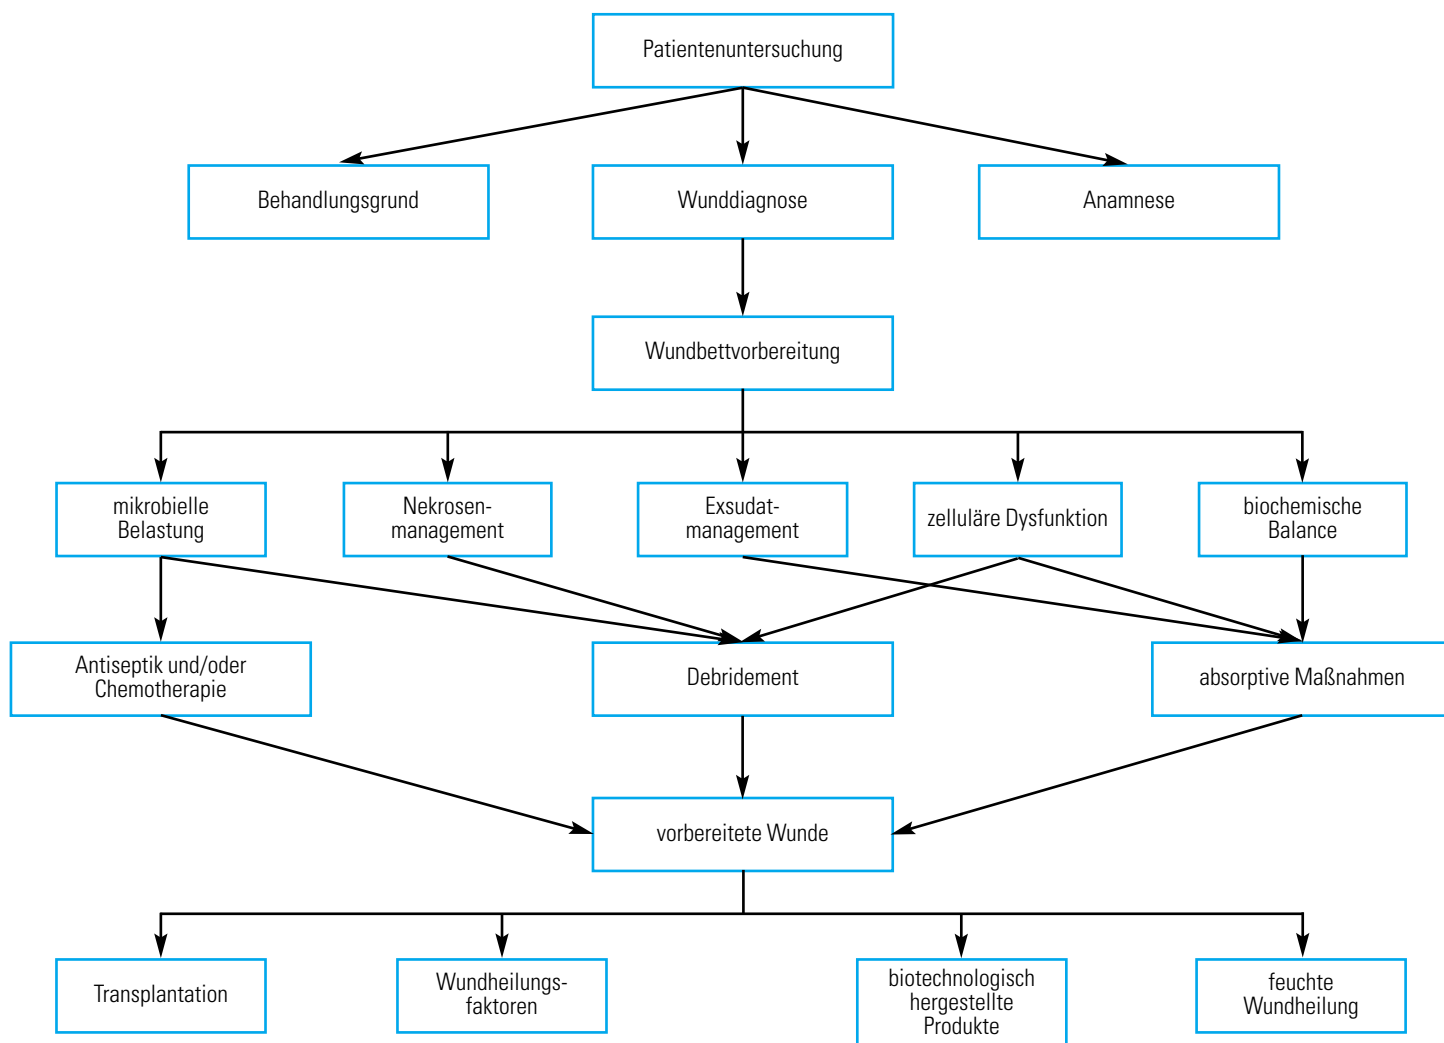 Patientenuntersuchung
Behandlungsgrund
Wunddiagnose
Anamnese
Wundbettvorbereitung
mikrobielle
Belastung
Nekrosen-
management
Exsudat-
management
zelluläre Dysfunktion
biochemische
Balance
Antiseptik und/oder
Chemotherapie
Debridement
absorptive Maßnahmen
vorbereitete Wunde
Transplantation
Wundheilungs-
faktoren
biotechnologisch
hergestellte
Produkte
feuchte
Wundheilung